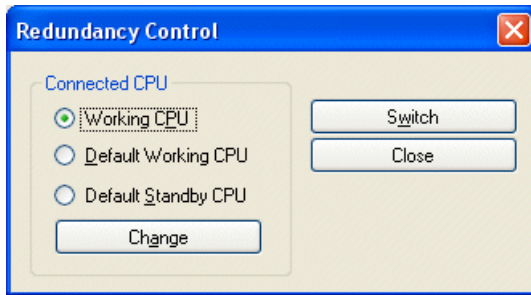 Redundancy Control
Connected CPU
Working CPU
Default Working CPU
Default Standby CPU
Change
Switch
Close